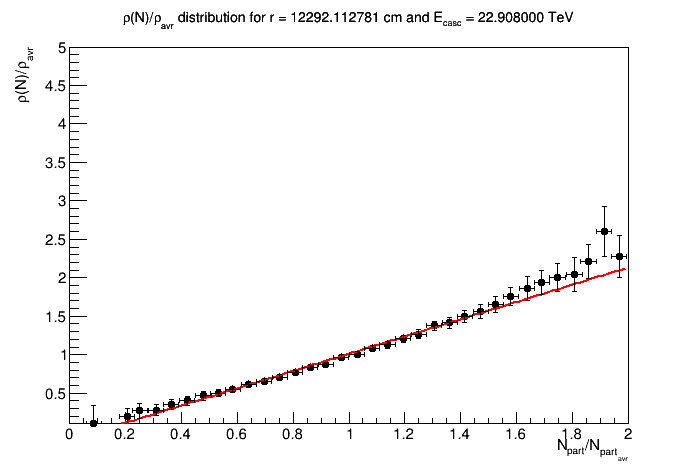 ρ(N)/ρavr distribution for r = 12292.112781 cm and Ecasc = 22.908000 TeV
ρ(N)/ρavr
5
4.5
4
3.5
3
2.5
2
1.5
1
0.5
0 0.2 0.4 0.6 0.8 1 1.2 1.4 1.6 1.8 2
Npart/Npartavr